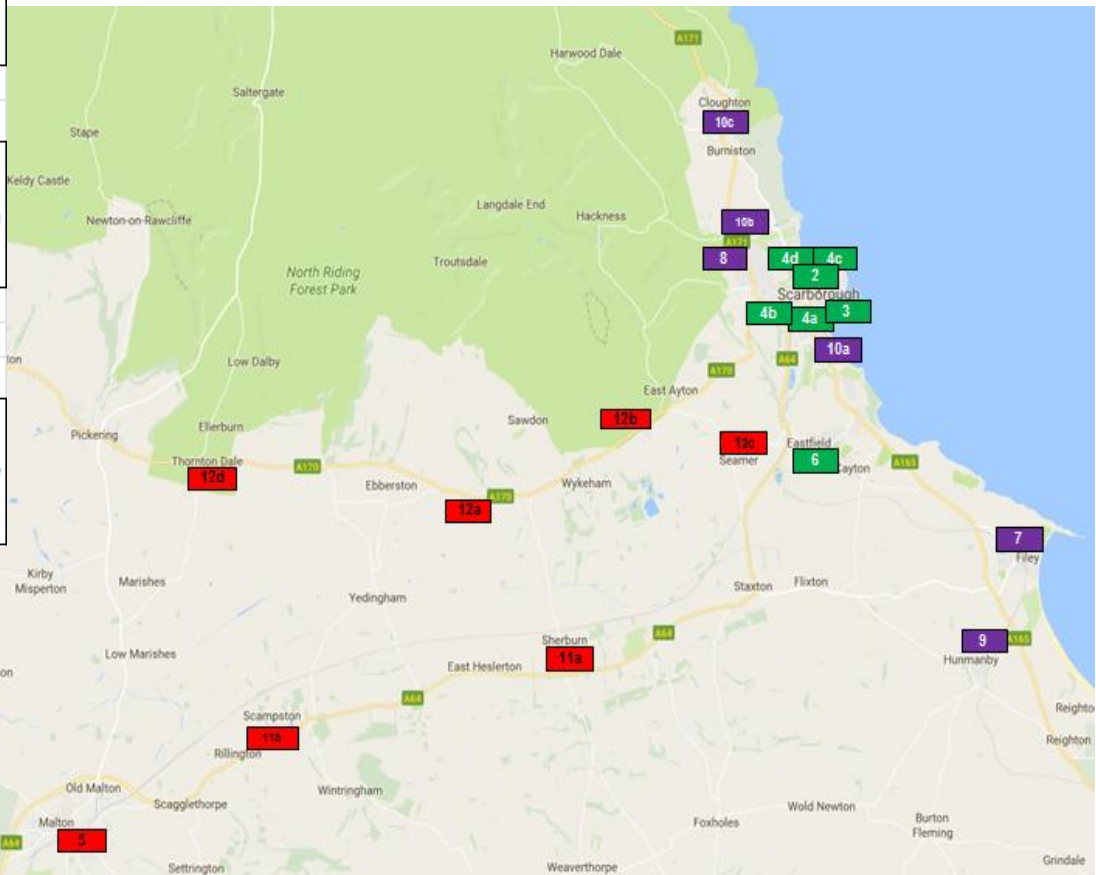 A171
Harwood Dale
Saltergate
Cloughton
10c
Stape
Burniston
Keldy Castle
Langdale End
Hackness
Newton-on-Rawcliffe
10b
A171
8
4d
4c
Troutsdale
2
North Riding
Forest Park
Scarborough
4b
4a
3
10a
A64
Low Dalby
A170
East Ayton
12b
Sawdon
Ellerburn
Pickering
12c
Eastfield
Seamer
6
Cayton
A165
Thornton Dale
A170
12d
Ebberston
Wykeham
A170
12a
7
Filey
Kirby
Misperton
Marishes
Staxton
Flixton
Yedingham
A64
Sherburn
11a
9
A165
Hunmanby
Low Marishes
East Heslerton
A64
Scampston
11b
Rillington
Reighto
Reighton
Old Malton
Scagglethorpe
Wintringham
Wold Newton
Malton
5
A64
Foxholes
Burton
Fleming
Settrington
Weaverthorpe
Grindale